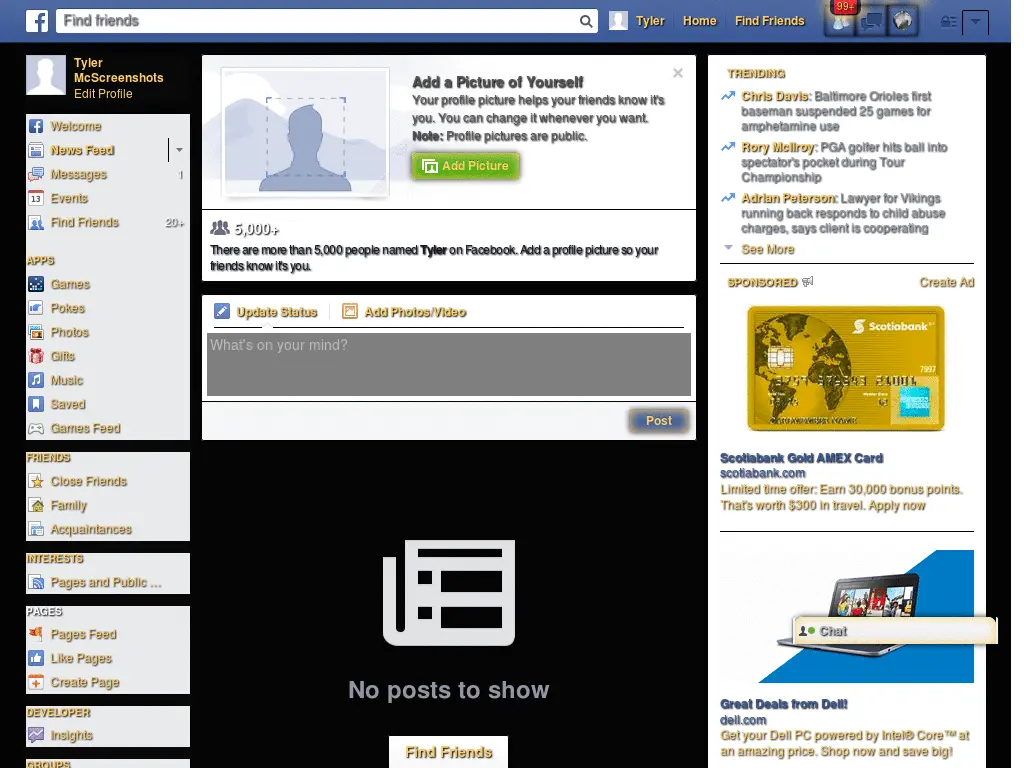 Find friends
Tyler
Home
Find Friends
99+
Tyler
McScreenshots
Edit Profile
Welcome
News Feed
Messages 1
Events
Find Friends 20+
APPS
Games
Pokes
Photos
Gifts
Music
Saved
Games Feed
FRIENDS
Close Friends
Family
Acquaintances
INTERESTS
Pages and Public ...
PAGES
Pages Feed
Like Pages
Create Page
DEVELOPER
Insights
GROUPS
Add a Picture of Yourself
Your profile picture helps your friends know it's
you. You can change it whenever you want.
Note: Profile pictures are public.
Add Picture
5,000+
There are more than 5,000 people named Tyler on Facebook. Add a profile picture so your
friends know it's you.
Update Status
Add Photos/Video
What's on your mind?
Post
No posts to show
Find Friends
TRENDING
Chris Davis: Baltimore Orioles first
baseman suspended 25 games for
amphetamine use
Rory McIlroy: PGA golfer hits ball into
spectator's pocket during Tour
Championship
Adrian Peterson: Lawyer for Vikings
running back responds to child abuse
charges, says client is cooperating
See More
SPONSORED
Create Ad
Scotiabank
7997
Scotiabank Gold AMEX Card
scotiabank.com
Limited time offer: Earn 30,000 bonus points.
That's worth $300 in travel. Apply now
Chat
Great Deals from Dell!
dell.com
Get your Dell PC powered by Intel® Core™ at
an amazing price. Shop now and save big!